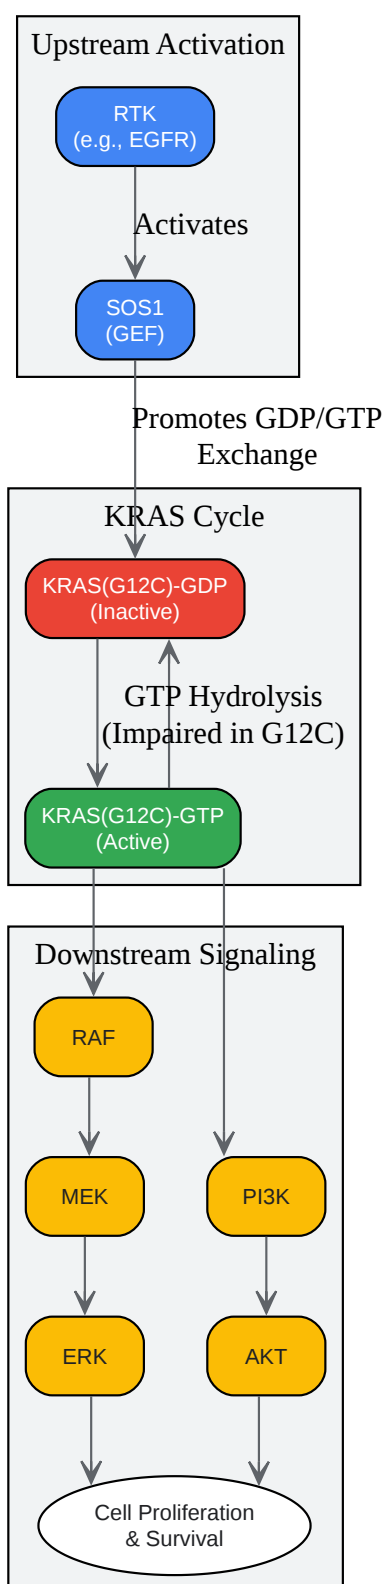 Upstream Activation
RTK
(e.g., EGFR)
Activates
SOS1
(GEF)
Promotes GDP/GTP
Exchange
KRAS Cycle
KRAS(G12C)-GDP
(Inactive)
GTP Hydrolysis
(Impaired in G12C)
KRAS(G12C)-GTP
(Active)
Downstream Signaling
RAF
MEK
PI3K
ERK
AKT
Cell Proliferation
& Survival